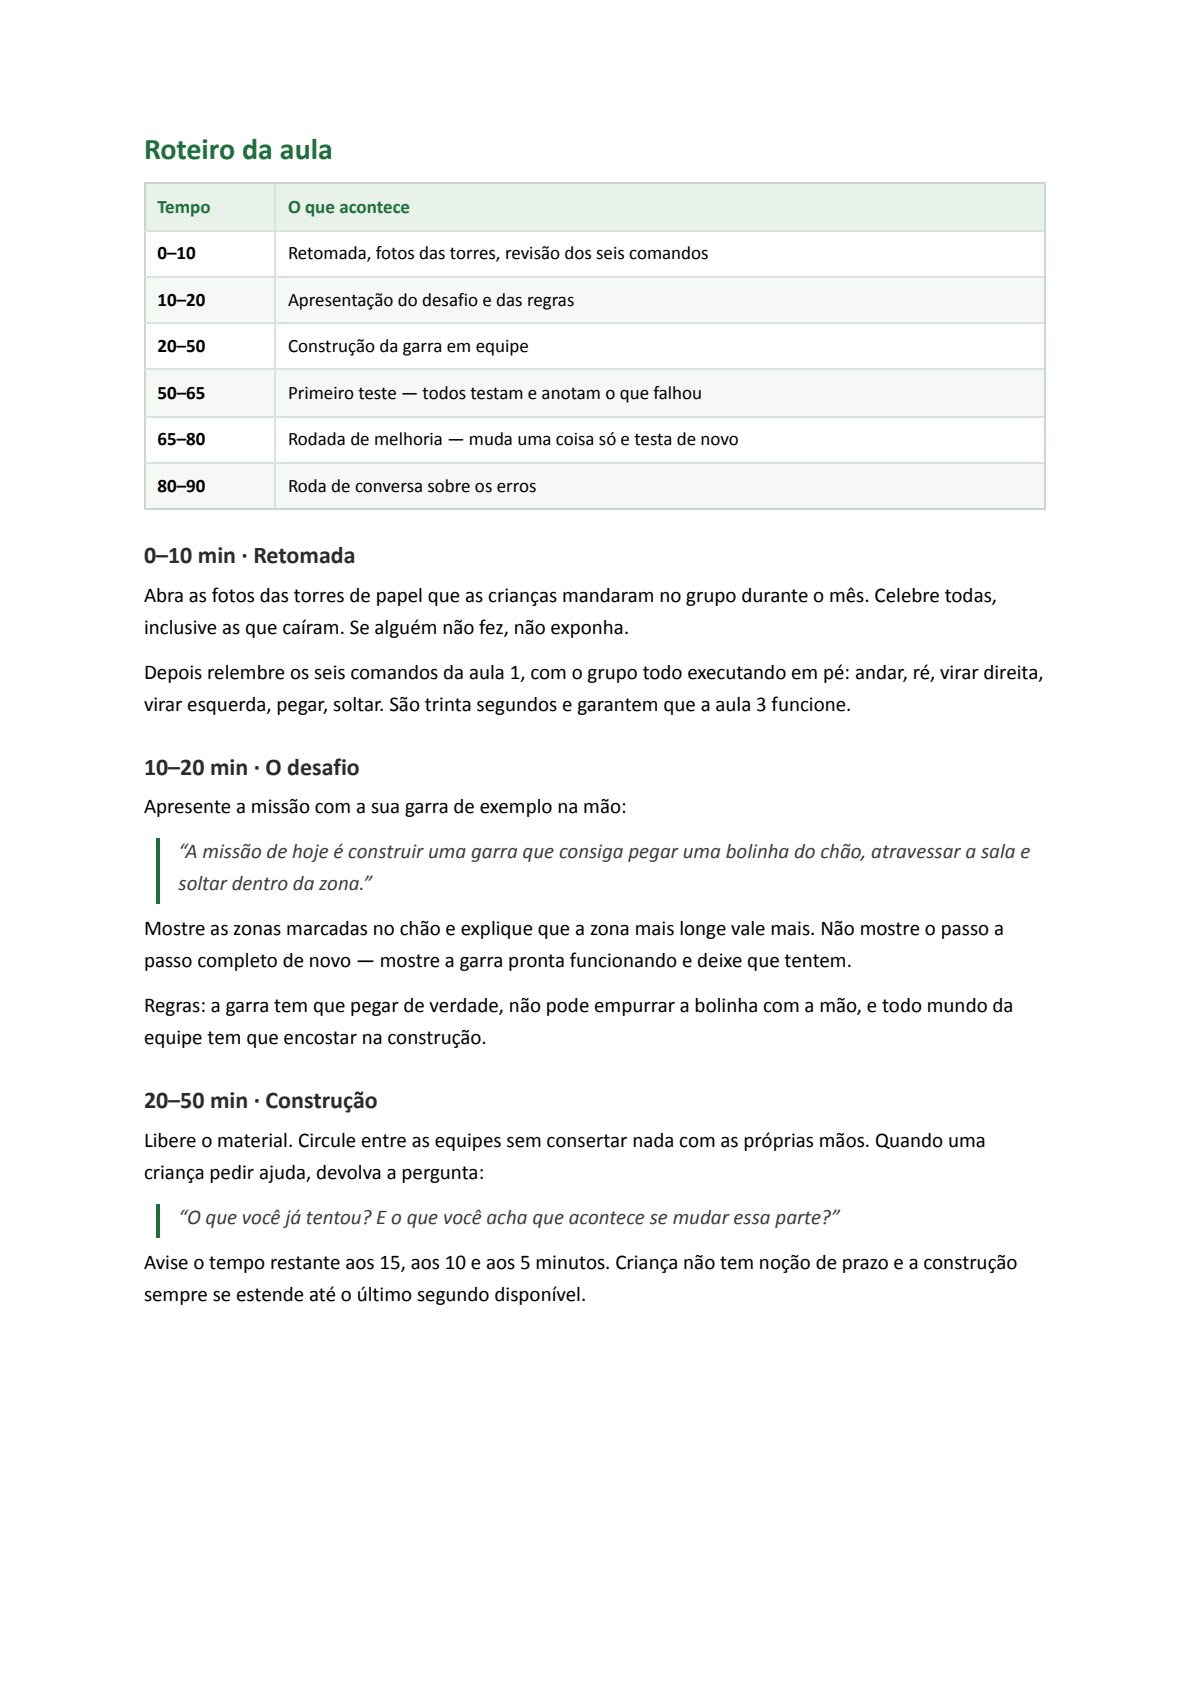 Roteiro da aula
Tempo O que acontece
0–10 Retomada, fotos das torres, revisão dos seis comandos
10–20 Apresentação do desafio e das regras
20–50 Construção da garra em equipe
50–65 Primeiro teste — todos testam e anotam o que falhou
65–80 Rodada de melhoria — muda uma coisa só e testa de novo
80–90 Roda de conversa sobre os erros
0–10 min · Retomada
Abra as fotos das torres de papel que as crianças mandaram no grupo durante o mês. Celebre todas,
inclusive as que caíram. Se alguém não fez, não exponha.
Depois relembre os seis comandos da aula 1, com o grupo todo executando em pé: andar, ré, virar direita,
virar esquerda, pegar, soltar. São trinta segundos e garantem que a aula 3 funcione.
10–20 min · O desafio
Apresente a missão com a sua garra de exemplo na mão:
“A missão de hoje é construir uma garra que consiga pegar uma bolinha do chão, atravessar a sala e
soltar dentro da zona.”
Mostre as zonas marcadas no chão e explique que a zona mais longe vale mais. Não mostre o passo a
passo completo de novo — mostre a garra pronta funcionando e deixe que tentem.
Regras: a garra tem que pegar de verdade, não pode empurrar a bolinha com a mão, e todo mundo da
equipe tem que encostar na construção.
20–50 min · Construção
Libere o material. Circule entre as equipes sem consertar nada com as próprias mãos. Quando uma
criança pedir ajuda, devolva a pergunta:
“O que você já tentou? E o que você acha que acontece se mudar essa parte?”
Avise o tempo restante aos 15, aos 10 e aos 5 minutos. Criança não tem noção de prazo e a construção
sempre se estende até o último segundo disponível.